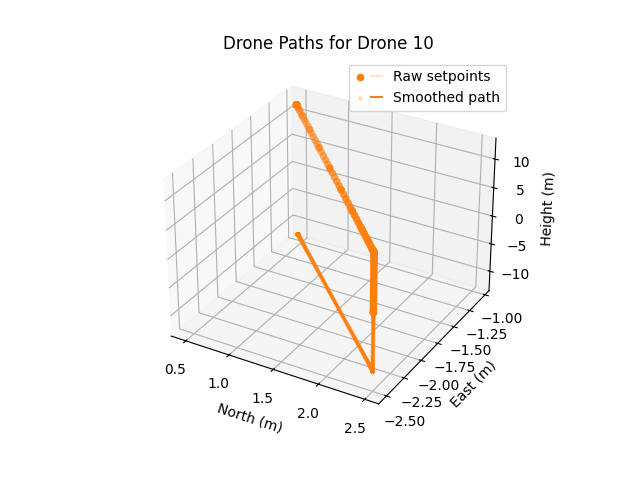 Drone Paths for Drone 10
Raw setpoints
Smoothed path
10
5
0
−5
−10
Height (m)
0.5
1.0
1.5
2.0
2.5
North (m)
−1.00
−1.25
−1.50
−1.75
−2.00
−2.25
−2.50
East (m)